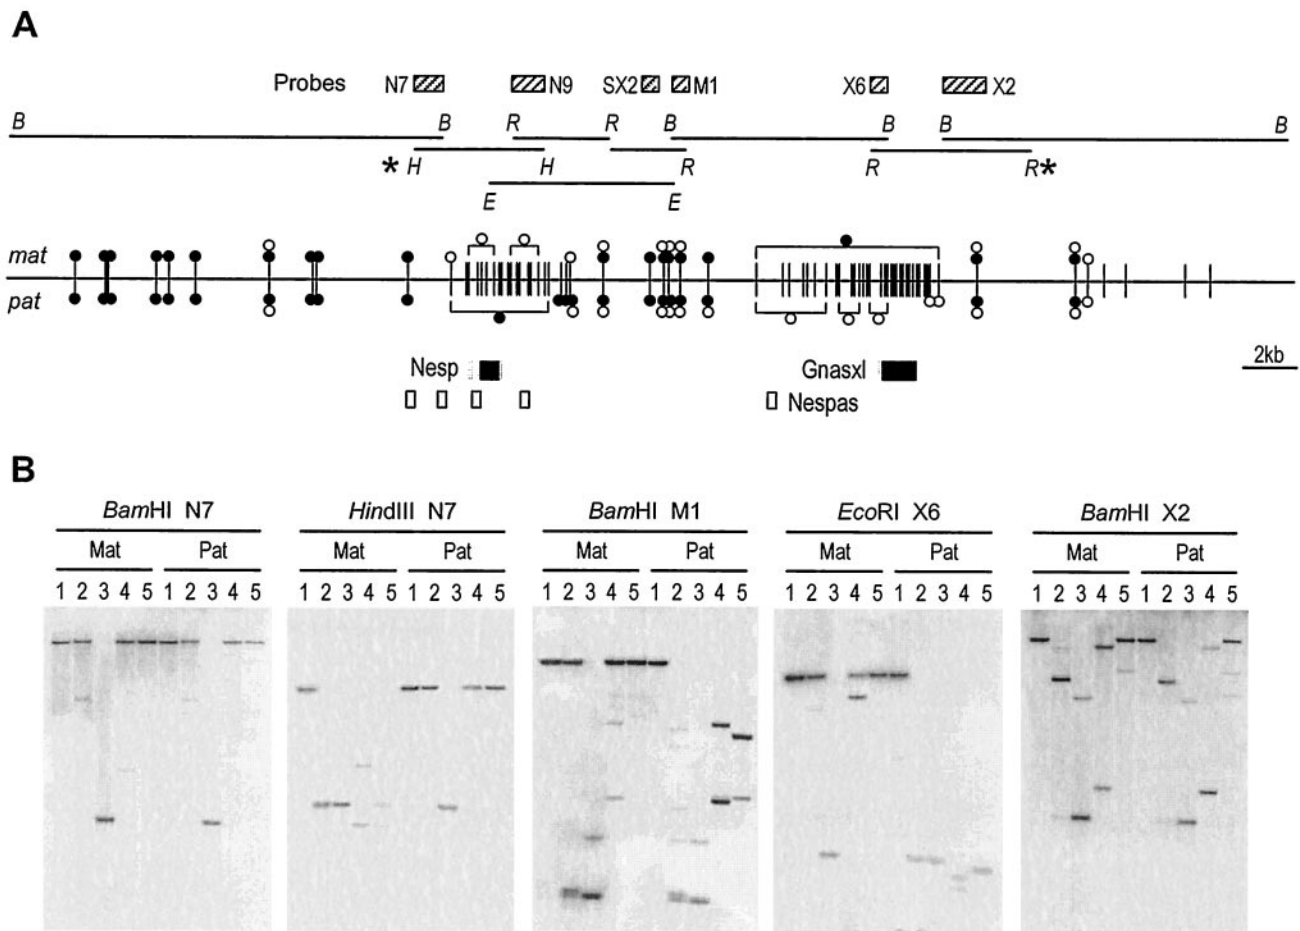 A
Probes N7 N9 SX2 M1 X6 X2
B B R R B B B B
* H H R R R *
E E
mat
pat
2kb
Nesp Gnasxl
Nespas
B
BamHI N7 HindIII N7 BamHI M1 EcoRI X6 BamHI X2
Mat Pat Mat Pat Mat Pat Mat Pat Mat Pat
1 2 3 4 5 1 2 3 4 5 1 2 3 4 5 1 2 3 4 5 1 2 3 4 5 1 2 3 4 5 1 2 3 4 5 1 2 3 4 5 1 2 3 4 5 1 2 3 4 5